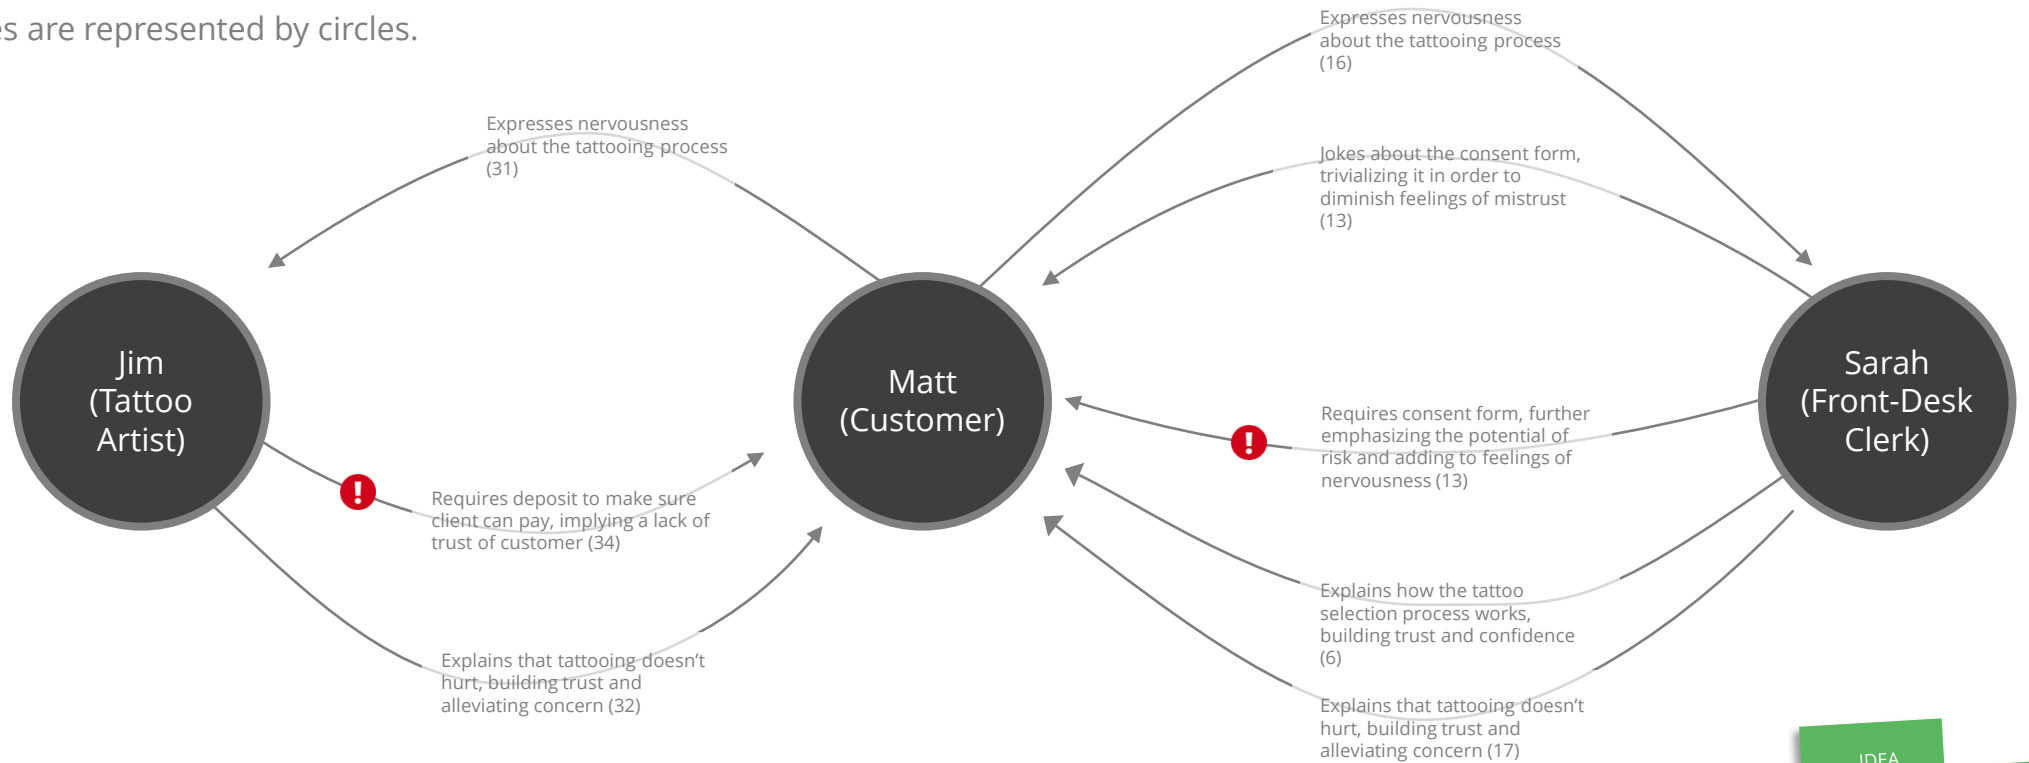 es are represented by circles.
Expresses nervousness
about the tattooing process
(16)
Expresses nervousness
about the tattooing process
(31)
Jokes about the consent form,
trivializing it in order to
diminish feelings of mistrust
(13)
Jim
(Tattoo
Artist)
Matt
(Customer)
Sarah
(Front-Desk
Clerk)
Requires consent form, further
emphasizing the potential of
risk and adding to feelings of
nervousness (13)
Requires deposit to make sure
client can pay, implying a lack of
trust of customer (34)
Explains how the tattoo
selection process works,
building trust and confidence
(6)
Explains that tattooing doesn’t
hurt, building trust and
alleviating concern (32)
Explains that tattooing doesn’t
hurt, building trust and
alleviating concern (17)
IDEA